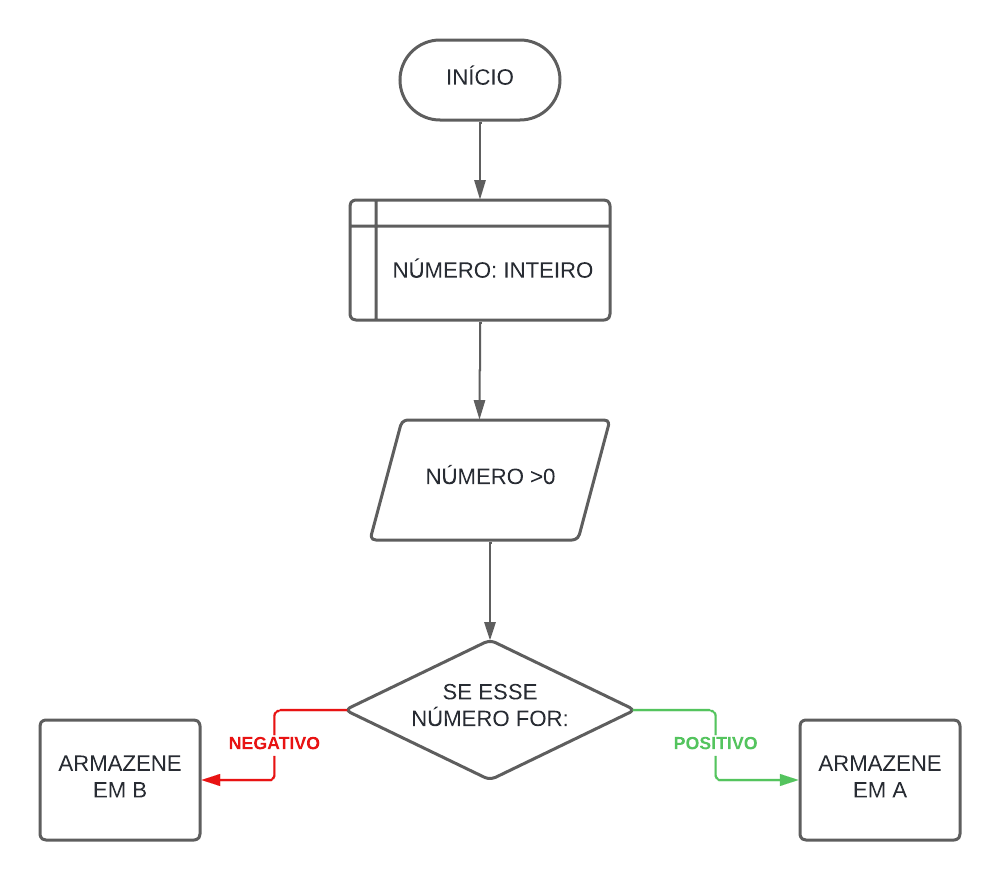 INÍCIO
NÚMERO: INTEIRO
NÚMERO >0
SE ESSE
NÚMERO FOR:
NEGATIVO
POSITIVO
ARMAZENE
EM B
ARMAZENE
EM A